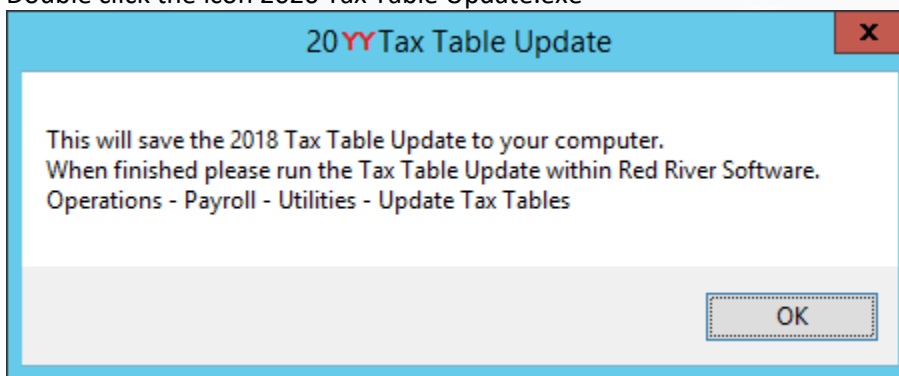 Double click the icon 2020 Tax Table Update.exe
20YY Tax Table Update
x
This will save the 2018 Tax Table Update to your computer.
When finished please run the Tax Table Update within Red River Software.
Operations - Payroll - Utilities - Update Tax Tables
OK